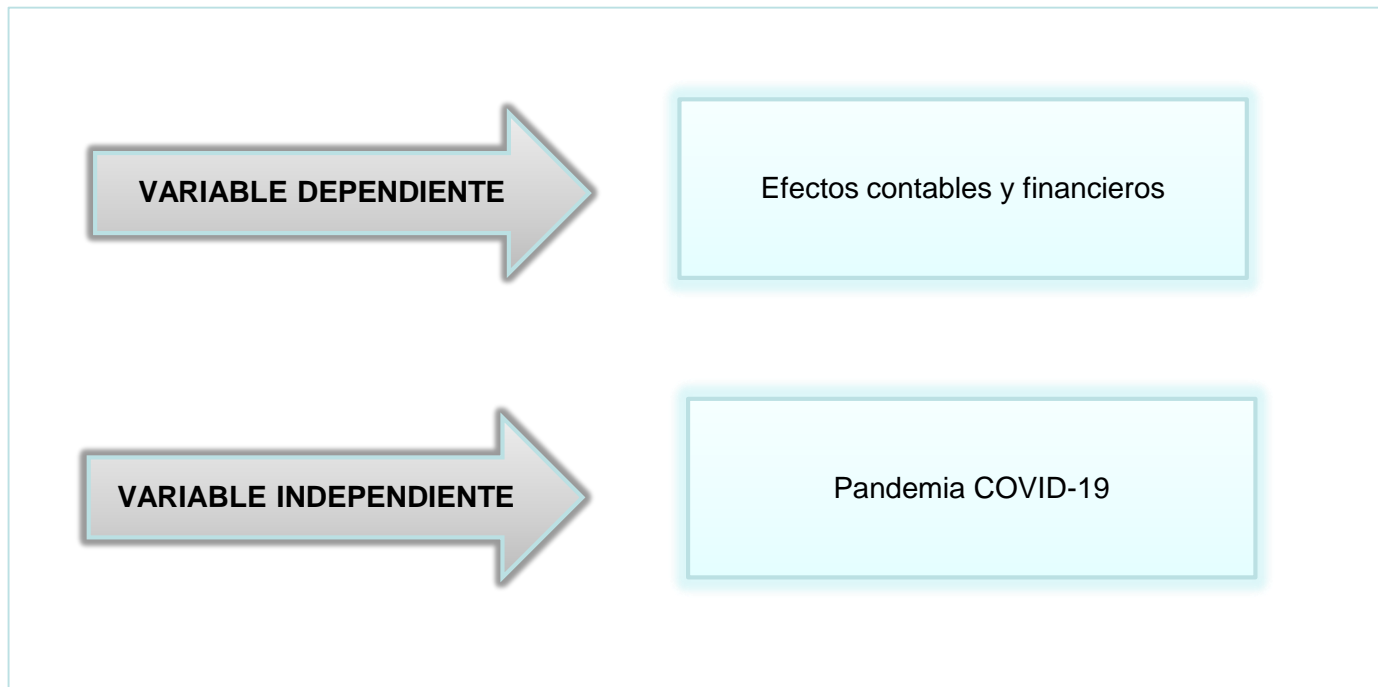 VARIABLE DEPENDIENTE
Efectos contables y financieros
VARIABLE INDEPENDIENTE
Pandemia COVID-19